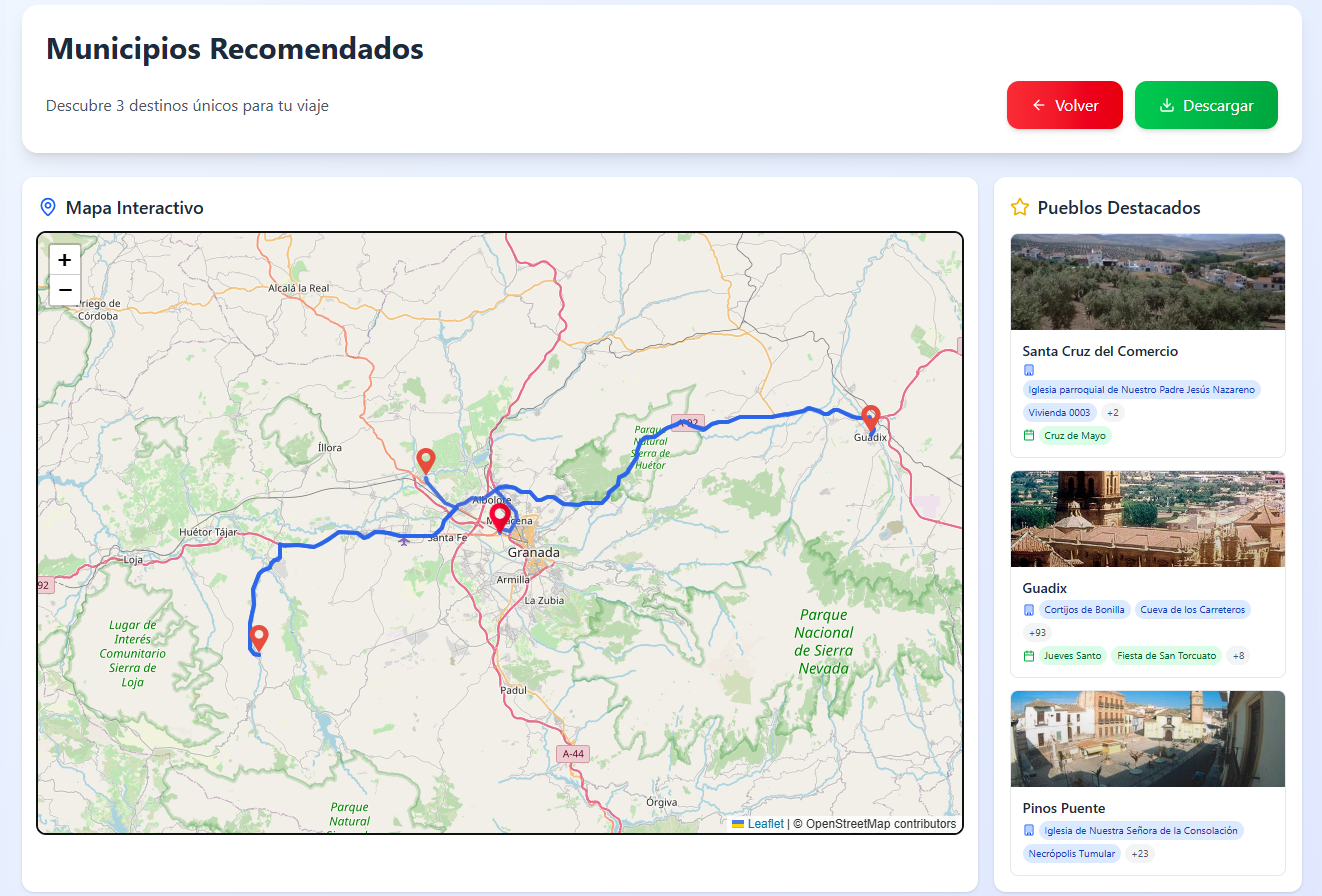 Municipios Recomendados
Descubre 3 destinos únicos para tu viaje
Volver
Descargar
Mapa Interactivo
+
−
Alcalá la Real
Priego de
Córdoba
Íllora
A-92
Parque
Natural
Sierra de
Huétor
Guadix
Albolote
Maracena
Huétor Tájar
Santa Fe
Loja
Granada
92
Armilla
La Zubia
Lugar de
Interés
Comunitario
Sierra de
Loja
Parque
Nacional
de Sierra
Nevada
Padul
A-44
Órgiva
Parque
Natural
Leaflet | © OpenStreetMap contributors
Pueblos Destacados
Santa Cruz del Comercio
Iglesia parroquial de Nuestro Padre Jesús Nazareno
Vivienda 0003 +2
Cruz de Mayo
Guadix
Cortijos de Bonilla Cueva de los Carreteros
+93
Jueves Santo Fiesta de San Torcuato +8
Pinos Puente
Iglesia de Nuestra Señora de la Consolación
Necrópolis Tumular +23